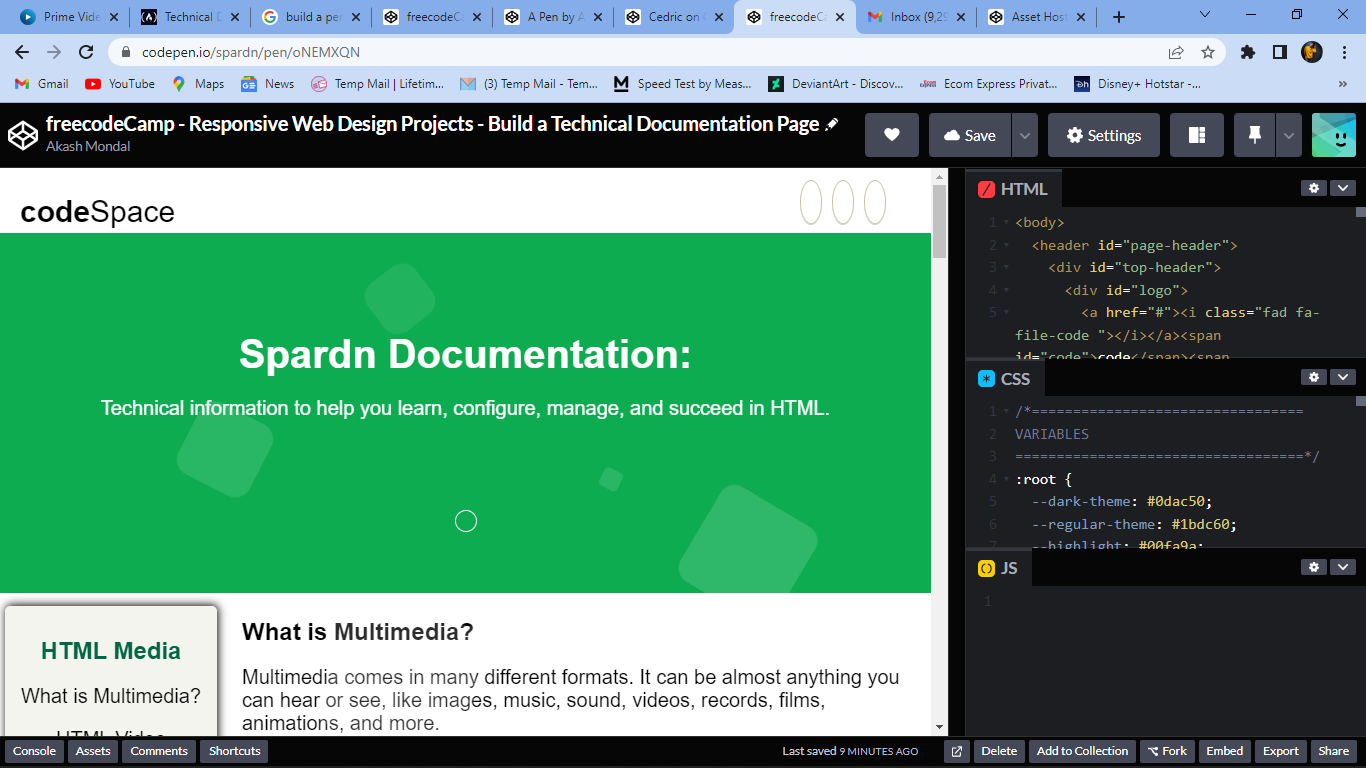 Prime Vide
Technical D
build a per
freecodeCa
A Pen by A
Cedric on C
freecodeCa
Inbox (9,29
Asset Host
codepen.io/spardn/pen/oNEMXQN
Gmail
YouTube
Maps
News
Temp Mail | Lifetim...
(3) Temp Mail - Tem...
Speed Test by Meas...
DeviantArt - Discov...
Ecom Express Privat...
Disney+ Hotstar -...
freecodeCamp - Responsive Web Design Projects - Build a Technical Documentation Page
Akash Mondal
Save
Settings
codeSpace
Spardn Documentation:
Technical information to help you learn, configure, manage, and succeed in HTML.
HTML Media
What is Multimedia?
HTML Video
What is Multimedia?
Multimedia comes in many different formats. It can be almost anything you
can hear or see, like images, music, sound, videos, records, films,
animations, and more.
HTML
1 <body>
2 <header id="page-header">
3 <div id="top-header">
4 <div id="logo">
5 <a href="#"><i class="fad fa-
file-code "></i></a><span
id="code">code</span><span
CSS
1 /*=================================
2 VARIABLES
3 ===================================*/
4 :root {
5 --dark-theme: #0dac50;
6 --regular-theme: #1bdc60;
7 --highlight: #00fa9a;
JS
1
Console
Assets
Comments
Shortcuts
Last saved 9 MINUTES AGO
Delete
Add to Collection
Fork
Embed
Export
Share